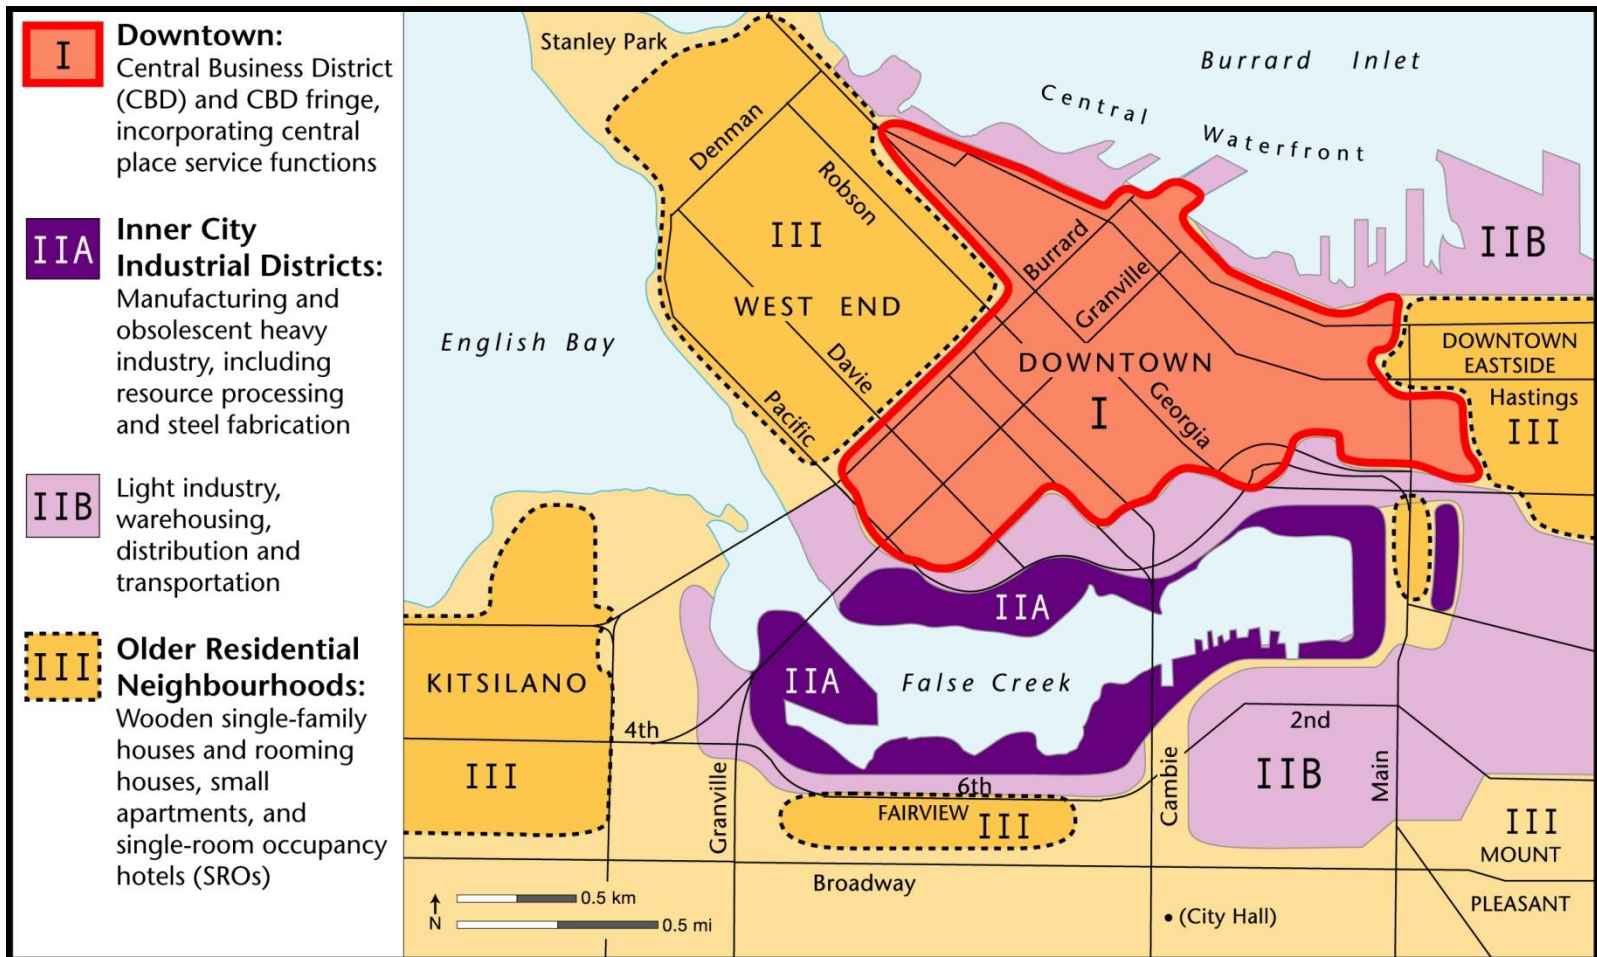 I
Downtown:
Central Business District
(CBD) and CBD fringe,
incorporating central
place service functions
IIA
Inner City
Industrial Districts:
Manufacturing and
obsolescent heavy
industry, including
resource processing
and steel fabrication
IIB
Light industry,
warehousing,
distribution and
transportation
III
Older Residential
Neighbourhoods:
Wooden single-family
houses and rooming
houses, small
apartments, and
single-room occupancy
hotels (SROs)
Stanley Park
Burrard Inlet
Central Waterfront
Denman
Robson
III
WEST END
Burrard
Granville
IIB
English Bay
Davie
Pacific
DOWNTOWN
I
Georgia
DOWNTOWN
EASTSIDE
Hastings
III
IIA
IIA
False Creek
KITSILANO
III
4th
Granville
6th
FAIRVIEW III
Cambie
2nd
IIB
Main
III
MOUNT
PLEASANT
Broadway
(City Hall)
N
0.5 km
0.5 mi